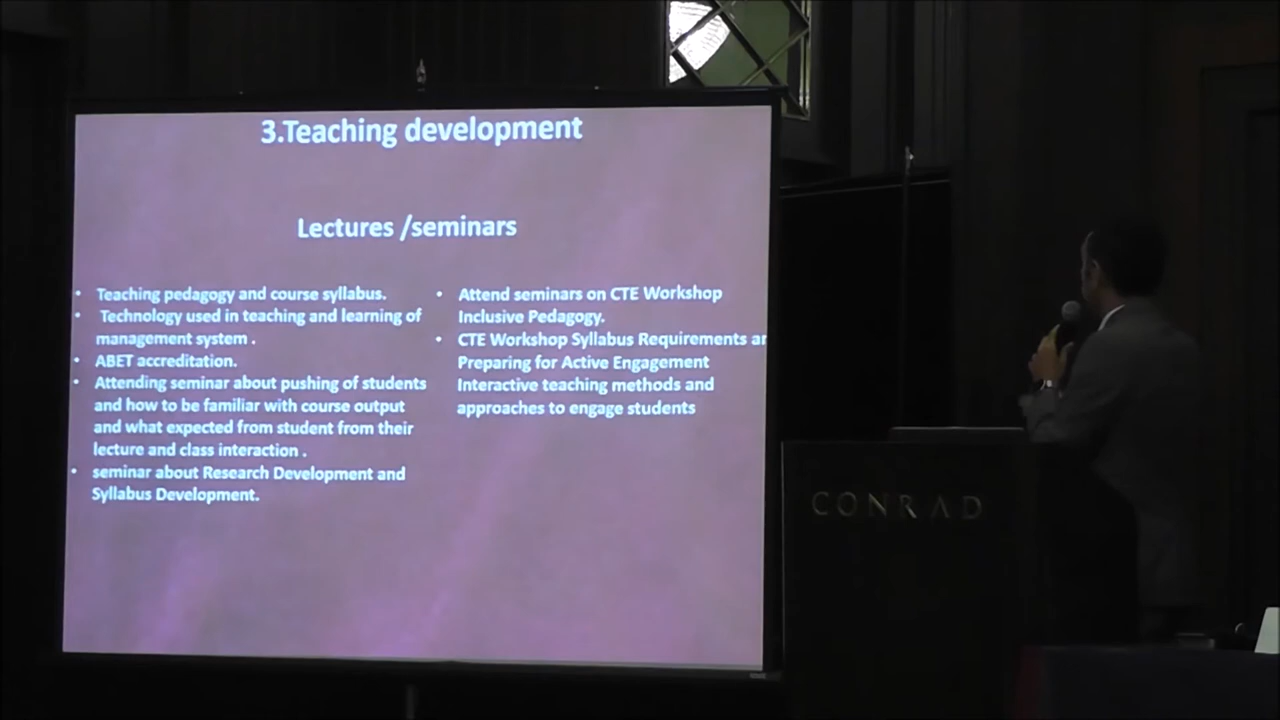 3.Teaching development
Lectures /seminars
• Teaching pedagogy and course syllabus.
• Technology used in teaching and learning of
management system .
• ABET accreditation.
• Attending seminar about pushing of students
and how to be familiar with course output
and what expected from student from their
lecture and class interaction .
• seminar about Research Development and
Syllabus Development.
• Attend seminars on CTE Workshop
Inclusive Pedagogy.
• CTE Workshop Syllabus Requirements
Preparing for Active Engagement
Interactive teaching methods and
approaches to engage students
CONRAD